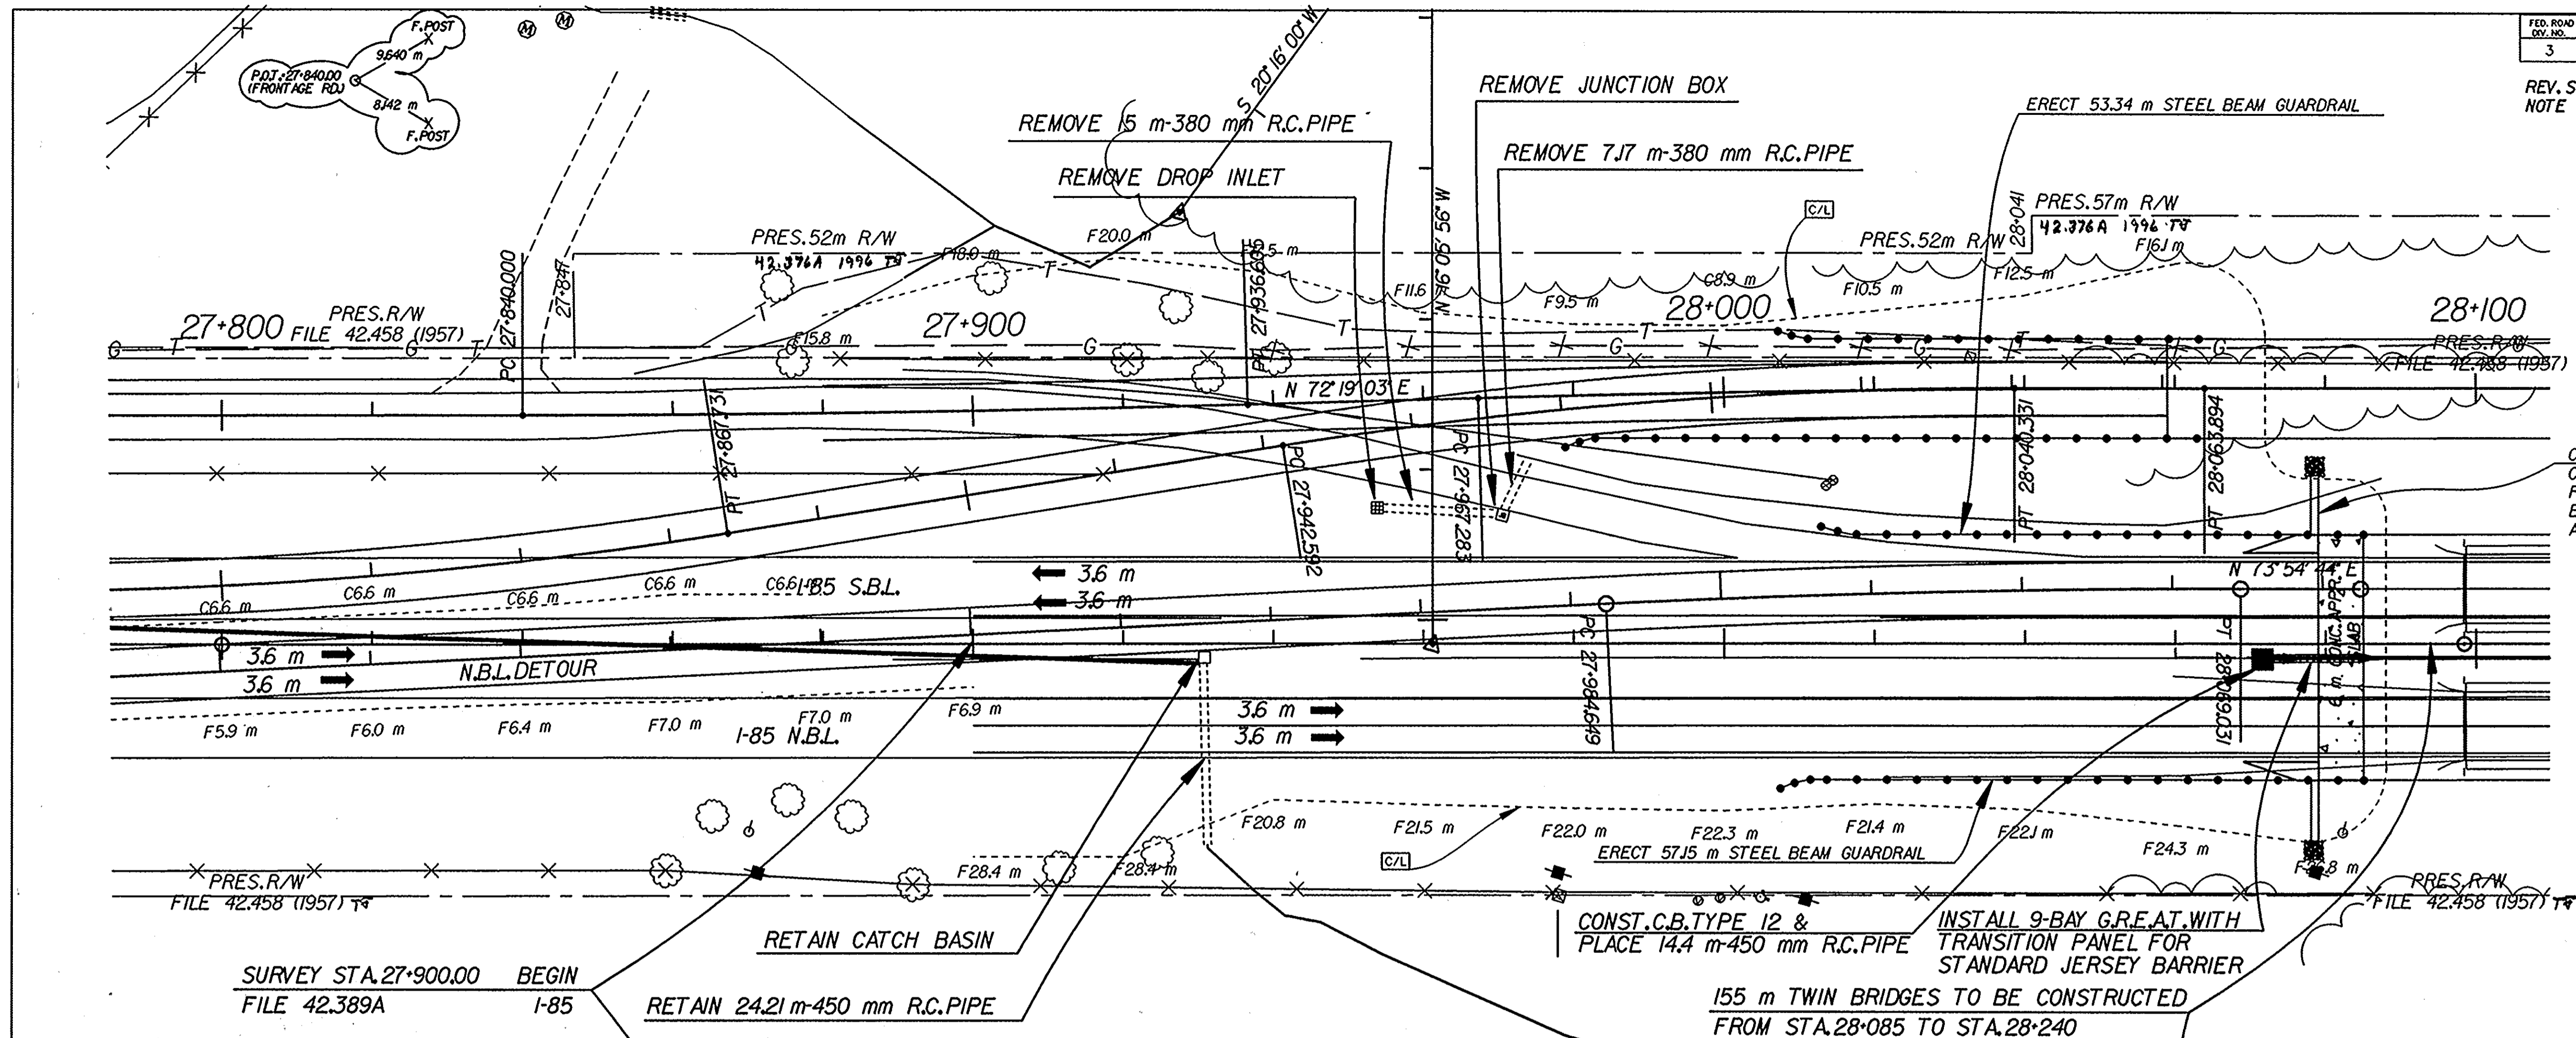 F.POST
9.640 m
P.O.T. 27+840.00
(FRONTAGE RD.)
8.142 m
F.POST
FED. ROAD
DIV. NO.
3
REV. S
NOTE
S 20°16'00" W
REMOVE JUNCTION BOX
ERECT 53.34 m STEEL BEAM GUARDRAIL
REMOVE 15 m-380 mm R.C.PIPE
REMOVE 7.17 m-380 mm R.C.PIPE
REMOVE DROP INLET
N 16°05'56" W
C/L
28+041
PRES.57m R/W
42.376A 1996
PRES.52m R/W
42.376A 1996
PRES.52m R/W
F16.1 m
F20.0 m
F18.0 m
F12.5 m
C8.9 m
F10.5 m
F11.6
F9.5 m
PC 27+840.000
27+847
27+936.605
27+800
PRES.R/W
FILE 42.458 (1957)
27+900
28+000
28+100
PRES.R/W
FILE 42.458 (1957)
G T G T G F15.8 m G T G T G
T T
N 72°19'03" E
PT 27+867.731
PC 27+942.592
PC 27+967.283
PT 28+040.331
PT 28+063.894
N 73°54'44" E
3.6 m
3.6 m
C6.6 m
C6.6 m
C6.6 m
C6.6 m
C6.6 m
I-85 S.B.L.
3.6 m
3.6 m
N.B.L.DETOUR
PC 27+984.649
PT 28+069.031
6 m CONC.APPR.
SLAB
F5.9 m
F6.0 m
F6.4 m
F7.0 m
F7.0 m
F6.9 m
I-85 N.B.L.
3.6 m
3.6 m
F20.8 m
F21.5 m
F22.0 m
F22.3 m
F21.4 m
F22.1 m
F24.3 m
ERECT 57.15 m STEEL BEAM GUARDRAIL
C/L
F28.4 m
F28.4 m
PRES.R/W
FILE 42.458 (1957)
PRES.R/W
FILE 42.458 (1957)
RETAIN CATCH BASIN
CONST.C.B.TYPE 12 &
PLACE 14.4 m-450 mm R.C.PIPE
INSTALL 9-BAY G.R.E.A.T.WITH
TRANSITION PANEL FOR
STANDARD JERSEY BARRIER
SURVEY STA.27+900.00 BEGIN
FILE 42.389A I-85
RETAIN 24.21 m-450 mm R.C.PIPE
155 m TWIN BRIDGES TO BE CONSTRUCTED
FROM STA.28+085 TO STA.28+240